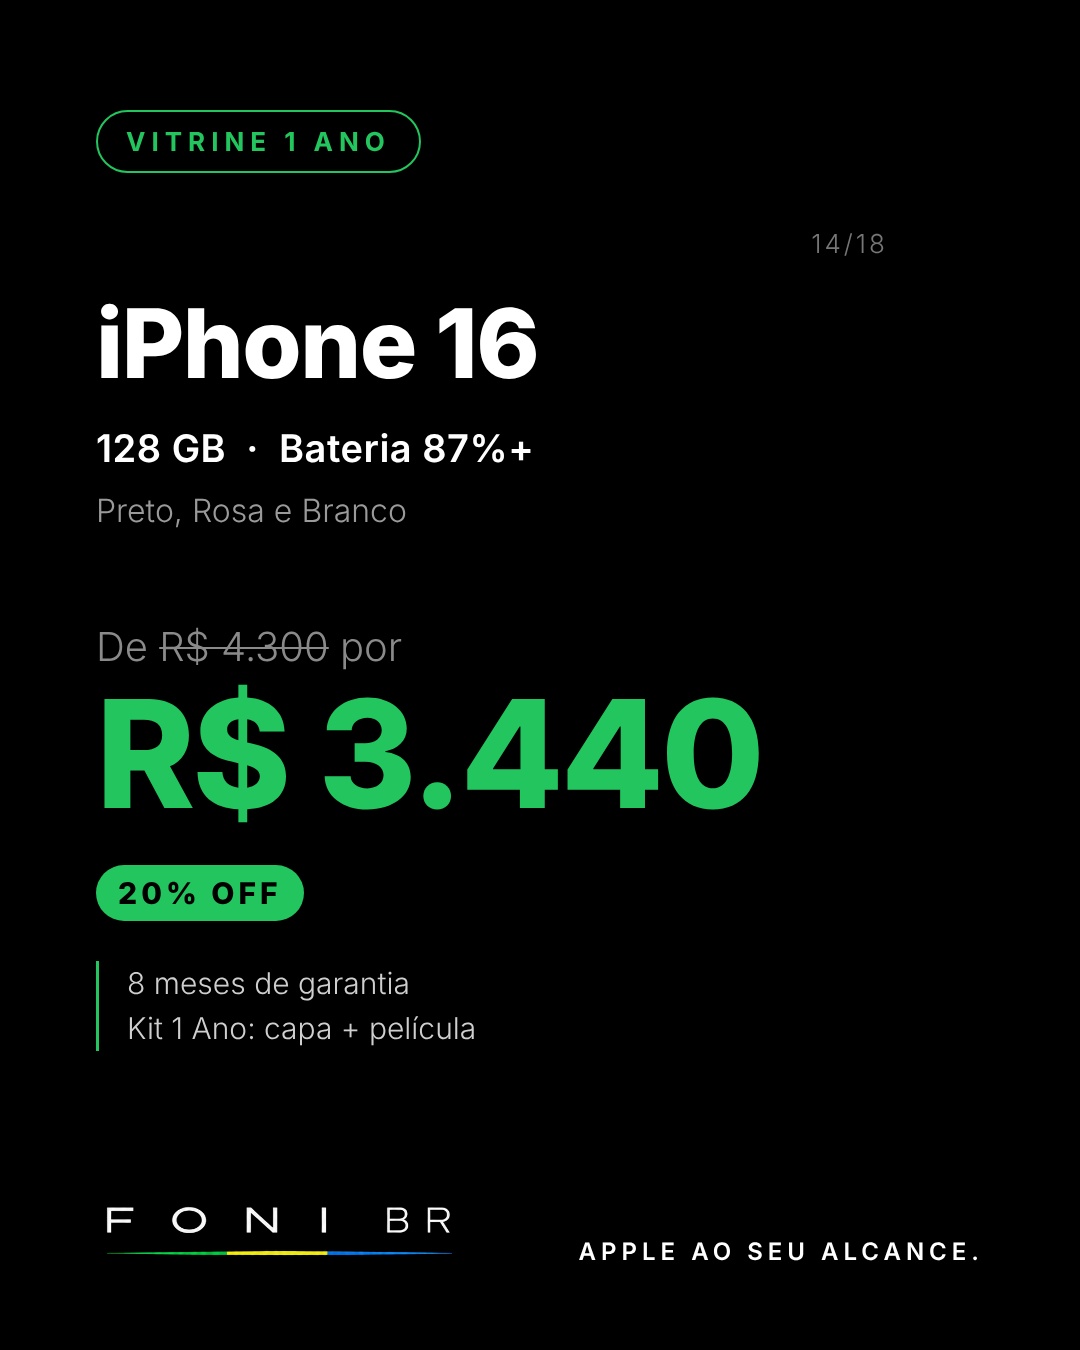 VITRINE 1 ANO
14/18
iPhone 16
128 GB · Bateria 87%+
Preto, Rosa e Branco
De R$ 4.300 por
R$ 3.440
20% OFF
8 meses de garantia
Kit 1 Ano: capa + película
FONI BR
APPLE AO SEU ALCANCE.